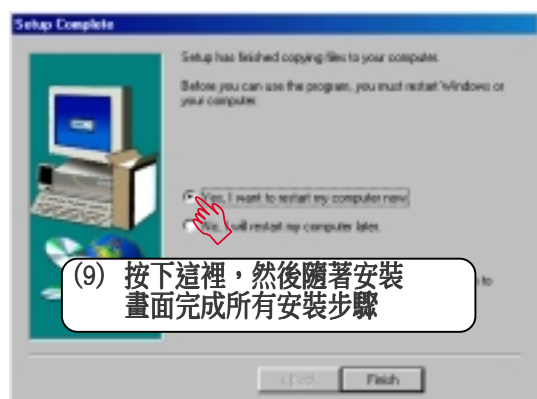 Setup Complete
Setup has finished copying files to your computer.
Before you can use the program, you must restart Windows or
your computer.
Yes, I want to restart my computer now.
No, I will restart my computer later.
(9) 按下這裡，然後隨著安裝
畫面完成所有安裝步驟
to
< Back
Finish